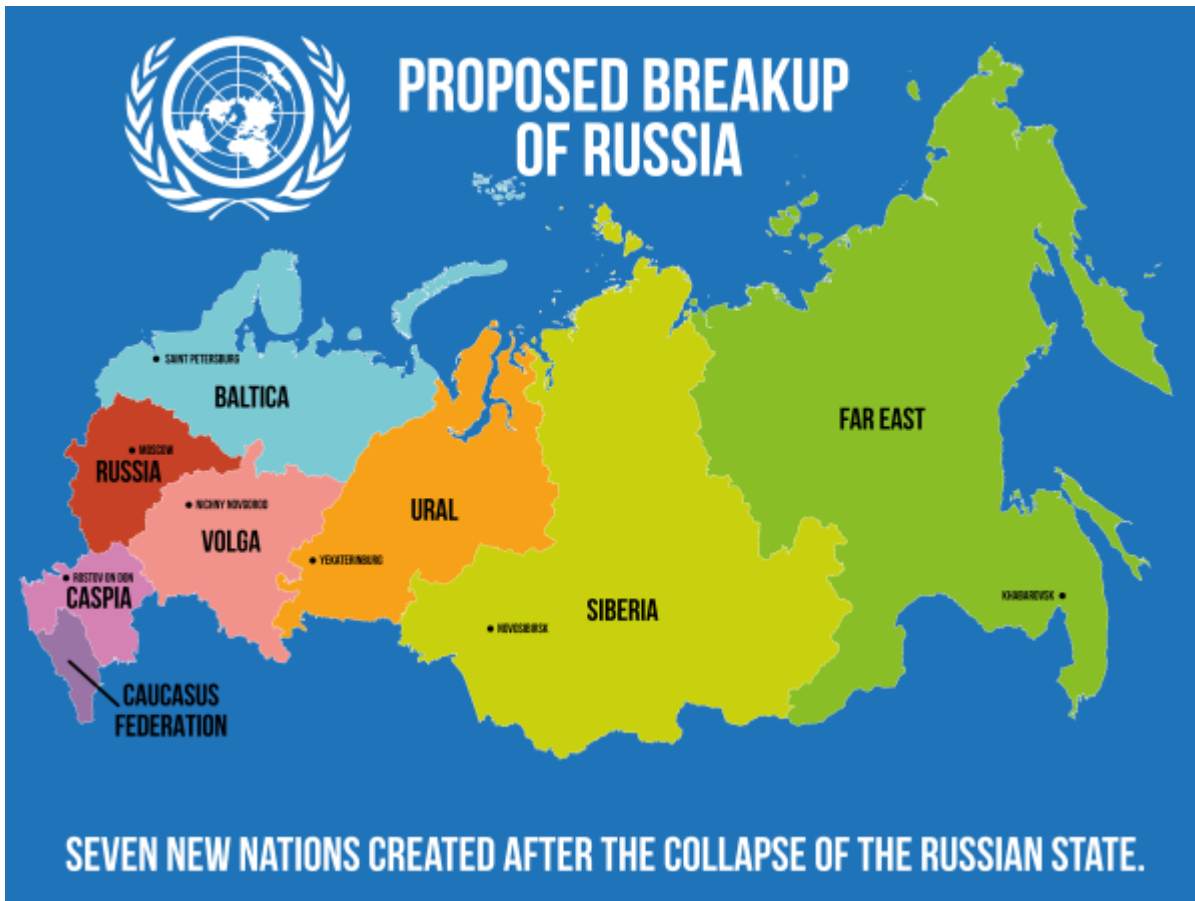 PROPOSED BREAKUP
OF RUSSIA
SAINT PETERSBURG
BALTICA
MOSCOW
RUSSIA
NICHNY NOVGOROD
VOLGA
URAL
YEKATERINBURG
FAR EAST
ROSTOV ON DON
CASPIA
SIBERIA
NOVOSIBIRSK
KHABAROVSK
CAUCASUS
FEDERATION
SEVEN NEW NATIONS CREATED AFTER THE COLLAPSE OF THE RUSSIAN STATE.